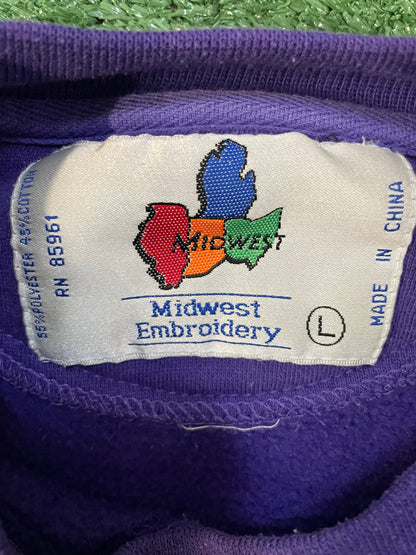 MIDWEST
Midwest
Embroidery
L
55%POLYESTER 45%COTTON
RN 85961
MADE IN CHINA